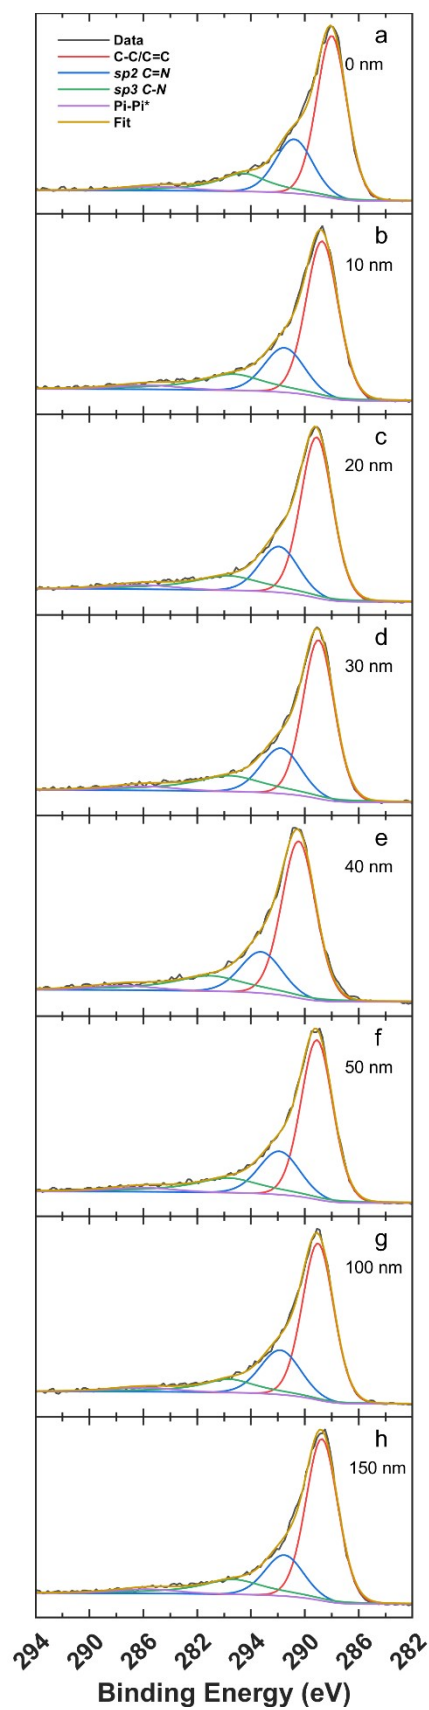 Data
C-C/C=C
sp2 C=N
sp3 C-N
Pi-Pi*
Fit
a
0 nm
b
10 nm
c
20 nm
d
30 nm
e
40 nm
f
50 nm
g
100 nm
h
150 nm
294 290 286 282 294 290 286 282
Binding Energy (eV)